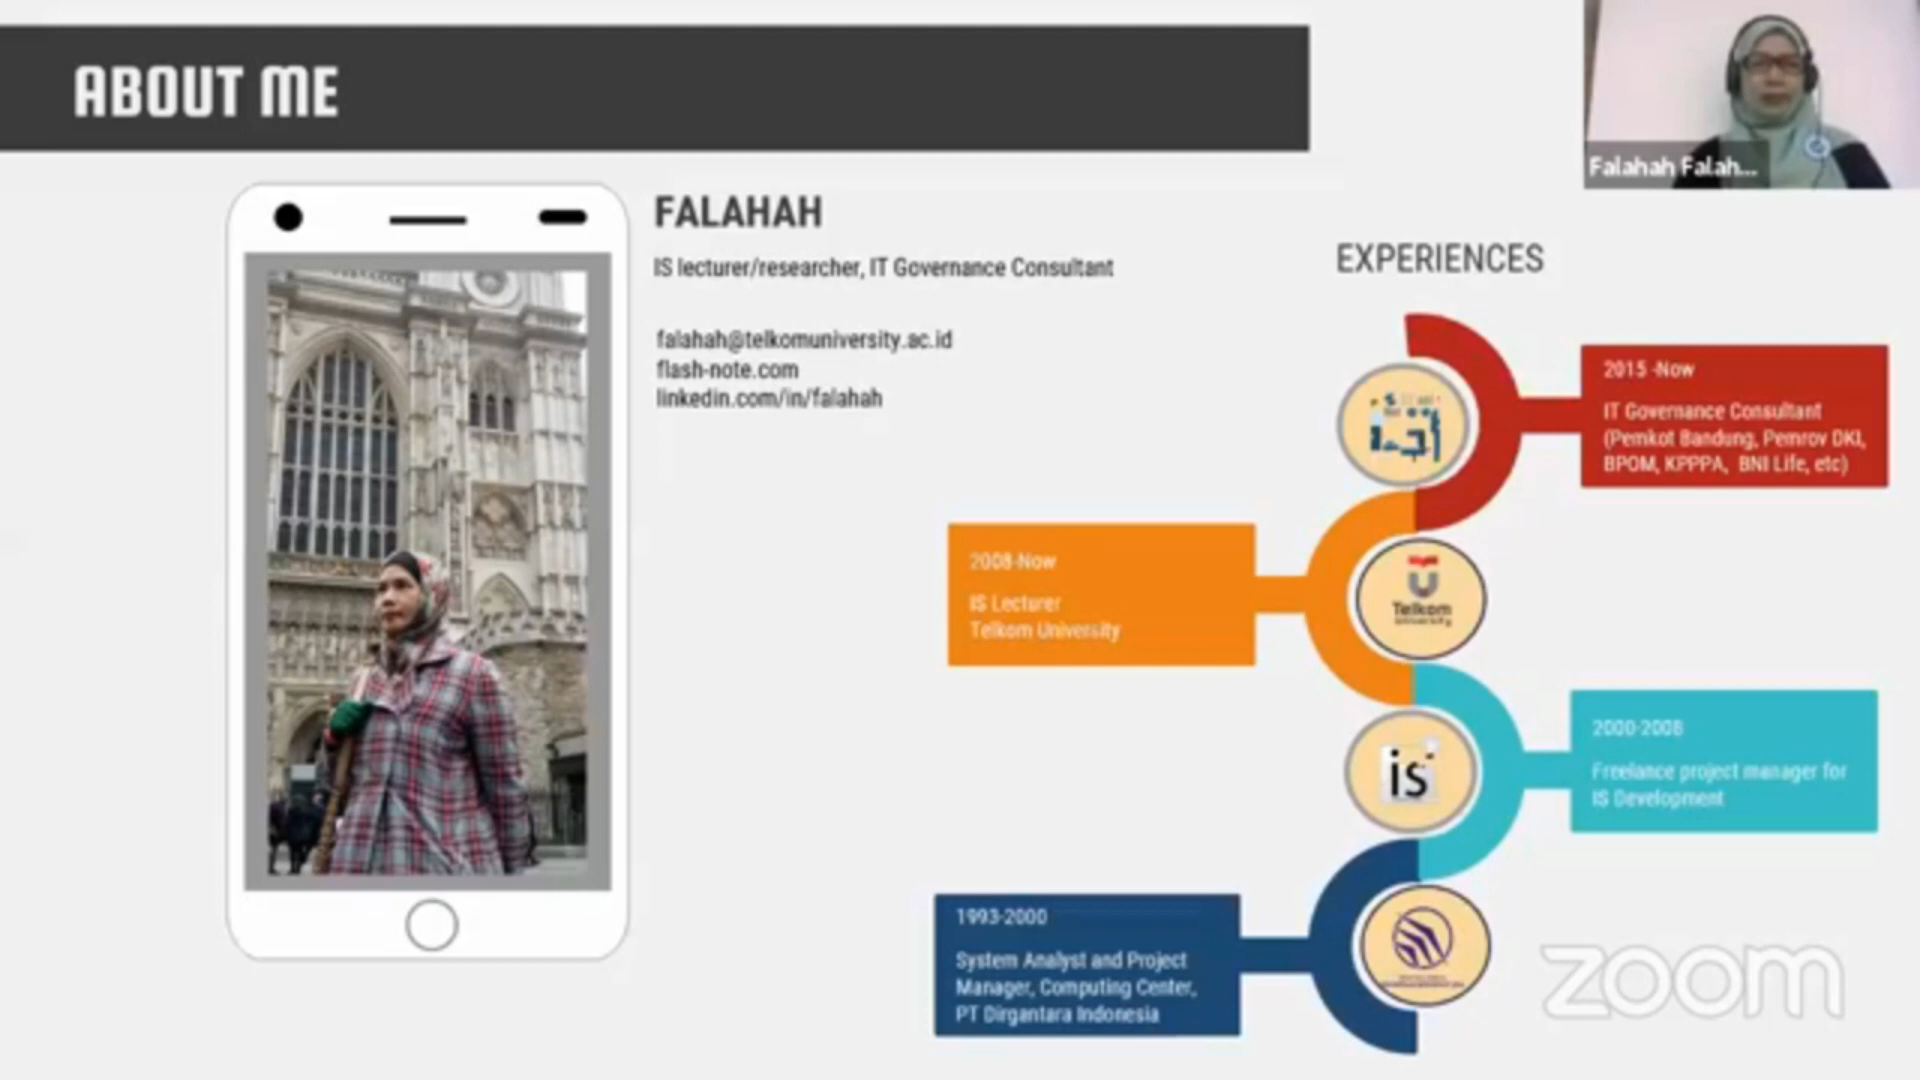 ABOUT ME
Falahah Falah...
FALAHAH
IS lecturer/researcher, IT Governance Consultant
falahah@telkomuniversity.ac.id
flash-note.com
linkedin.com/in/falahah
EXPERIENCES
2015 -Now
IT Governance Consultant
(Pemkot Bandung, Pemrov DKI,
BPOM, KPPPA, BNI Life, etc)
2008-Now
IS Lecturer
Telkom University
Telkom
University
2000-2008
Freelance project manager for
IS Development
is
1993-2000
System Analyst and Project
Manager, Computing Center,
PT Dirgantara Indonesia
zoom